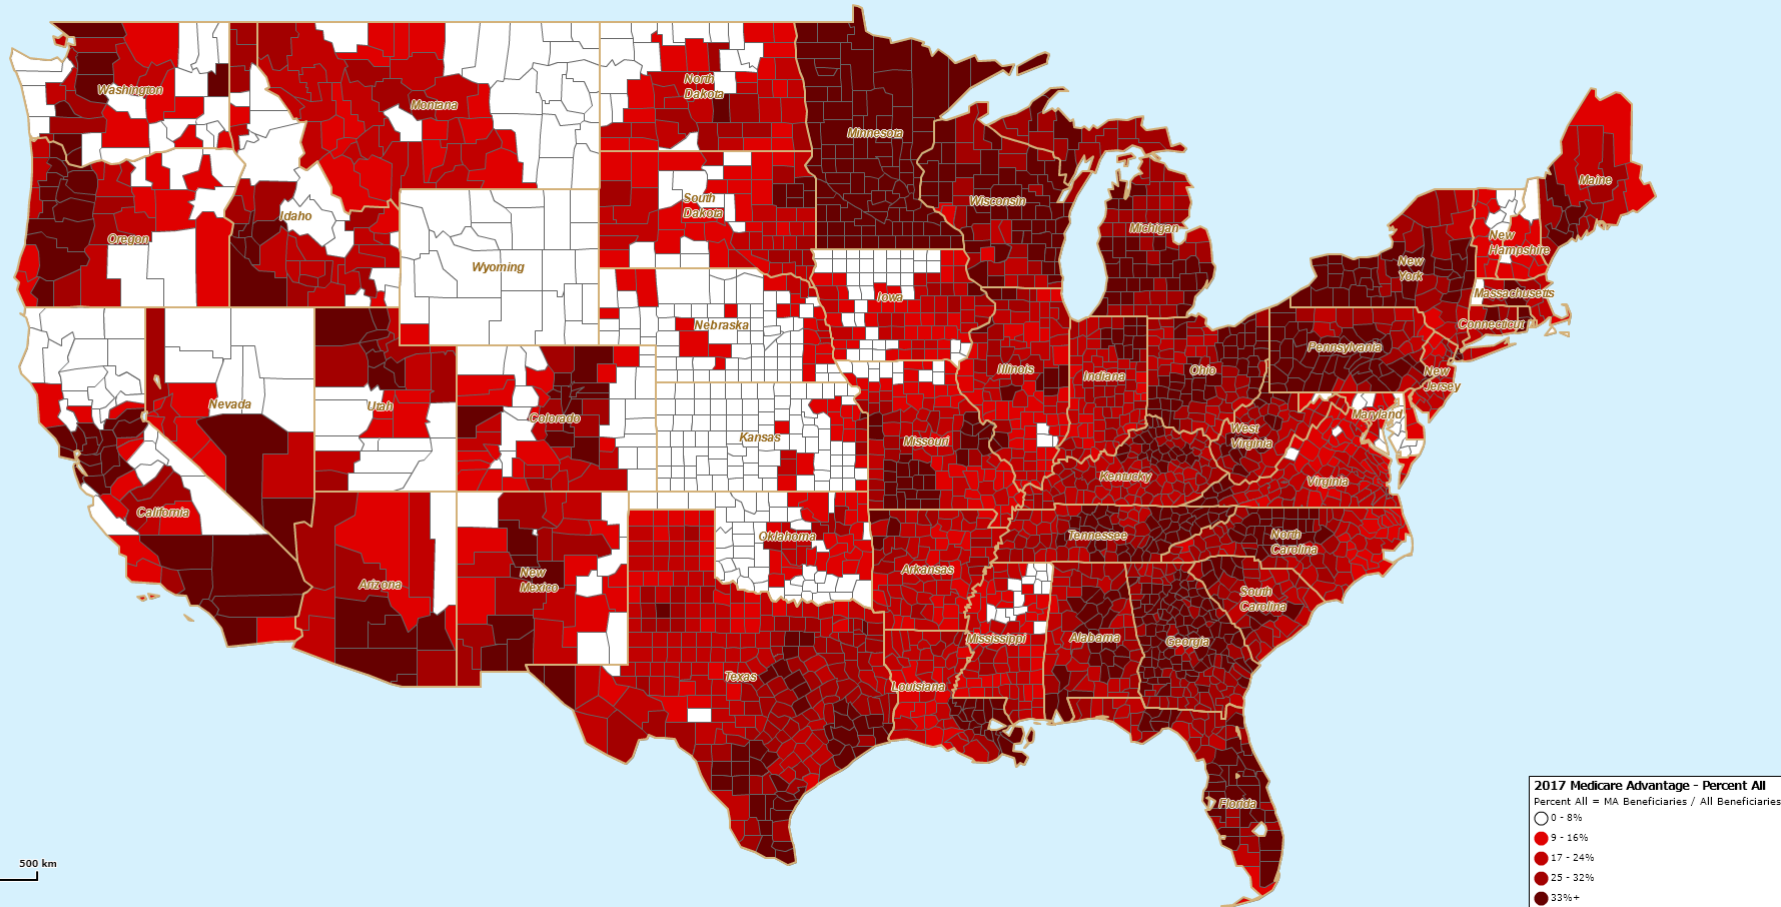 Washington
Montana
North
Dakota
Minnesota
Maine
Oregon
Idaho
South
Dakota
Wisconsin
Michigan
New
Hampshire
New
York
Wyoming
Massachusetts
Iowa
Nebraska
Connecticut
Pennsylvania
Illinois
Indiana
Ohio
New
Jersey
Nevada
Utah
Colorado
Maryland
Kansas
Missouri
West
Virginia
Kentucky
Virginia
California
Oklahoma
Tennessee
North
Carolina
Arizona
New
Mexico
Arkansas
South
Carolina
Mississippi
Alabama
Georgia
Texas
Louisiana
Florida
2017 Medicare Advantage - Percent All
Percent All = MA Beneficiaries / All Beneficiaries
0 - 8%
9 - 16%
17 - 24%
25 - 32%
33%+
500 km